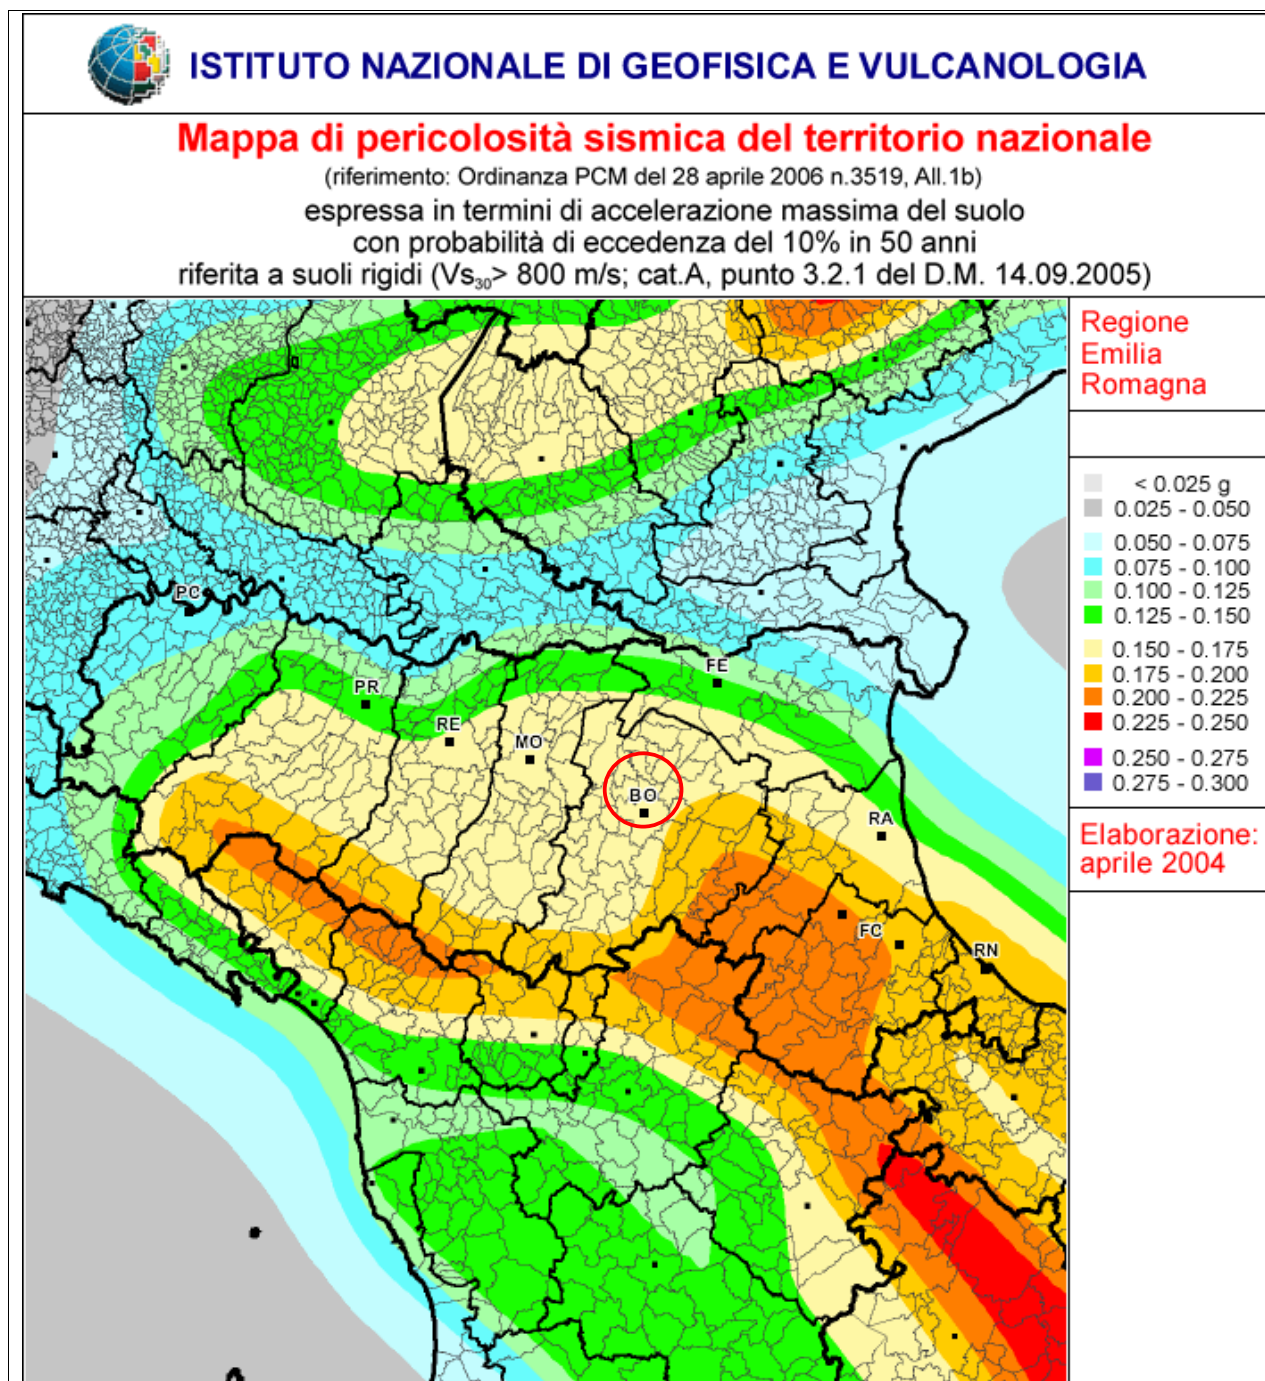 ISTITUTO NAZIONALE DI GEOFISICA E VULCANOLOGIA
Mappa di pericolosità sismica del territorio nazionale
(riferimento: Ordinanza PCM del 28 aprile 2006 n.3519, All.1b)
espressa in termini di accelerazione massima del suolo
con probabilità di eccedenza del 10% in 50 anni
riferita a suoli rigidi (Vs30> 800 m/s; cat.A, punto 3.2.1 del D.M. 14.09.2005)
Regione
Emilia
Romagna
< 0.025 g
0.025 - 0.050
0.050 - 0.075
0.075 - 0.100
0.100 - 0.125
0.125 - 0.150
0.150 - 0.175
0.175 - 0.200
0.200 - 0.225
0.225 - 0.250
0.250 - 0.275
0.275 - 0.300
Elaborazione:
aprile 2004
PC
FE
PR
RE
MO
BO
RA
FC
RN